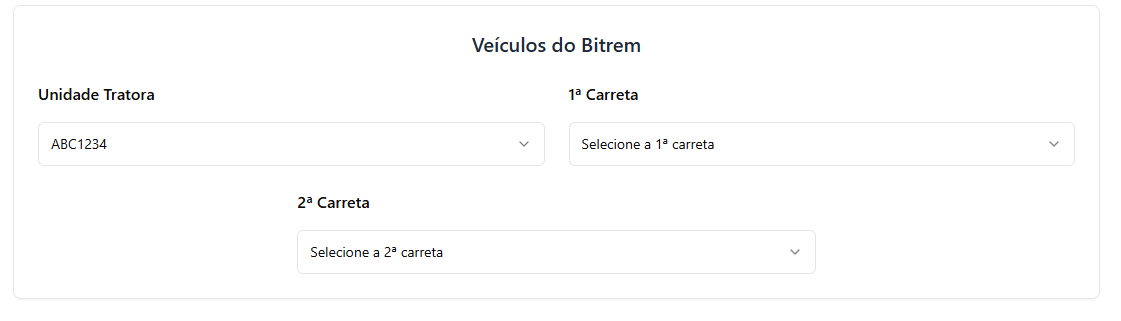 Veículos do Bitrem
Unidade Tratora
1ª Carreta
ABC1234
Selecione a 1ª carreta
2ª Carreta
Selecione a 2ª carreta